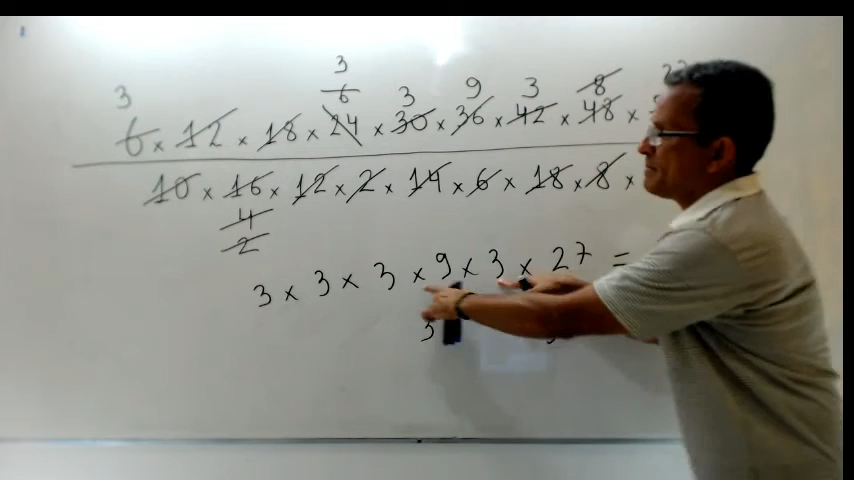 3
3 6 3 9 3 8
6 × 12 × 18 × 24 × 30 × 36 × 42 × 48 ×
10 × 16 × 12 × 2 × 14 × 6 × 18 × 8 ×
4
2
3 × 3 × 3 × 9 × 3 × 27 =
3